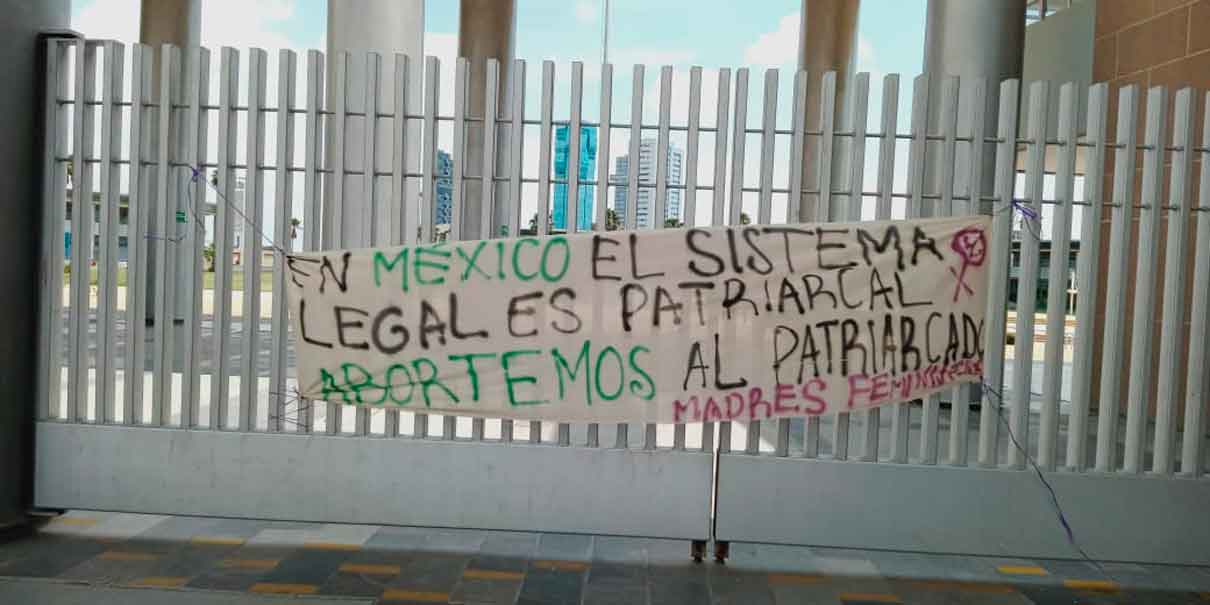 EN MÉXICO EL SISTEMA
LEGAL ES PATRIARCAL
ABORTEMOS AL PATRIARCADO
MADRES FEMINISTAS